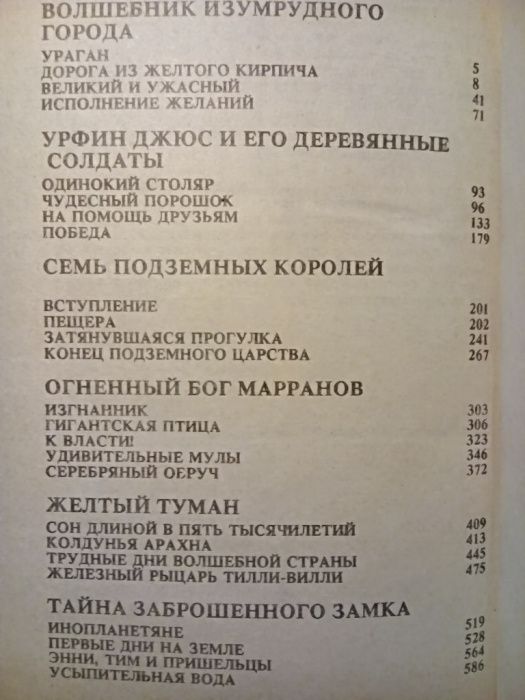 ВОЛШЕБНИК ИЗУМРУДНОГО
ГОРОДА
УРАГАН 5
ДОРОГА ИЗ ЖЕЛТОГО КИРПИЧА 8
ВЕЛИКИЙ И УЖАСНЫЙ 41
ИСПОЛНЕНИЕ ЖЕЛАНИЙ 71
УРФИН ДЖЮС И ЕГО ДЕРЕВЯННЫЕ
СОЛДАТЫ
ОДИНОКИЙ СТОЛЯР 93
ЧУДЕСНЫЙ ПОРОШОК 96
НА ПОМОЩЬ ДРУЗЬЯМ 133
ПОБЕДА 179
СЕМЬ ПОДЗЕМНЫХ КОРОЛЕЙ
ВСТУПЛЕНИЕ 201
ПЕЩЕРА 202
ЗАТЯНУВШАЯСЯ ПРОГУЛКА 241
КОНЕЦ ПОДЗЕМНОГО ЦАРСТВА 267
ОГНЕННЫЙ БОГ МАРРАНОВ
ИЗГНАННИК 303
ГИГАНТСКАЯ ПТИЦА 306
К ВЛАСТИ! 323
УДИВИТЕЛЬНЫЕ МУЛЫ 346
СЕРЕБРЯНЫЙ ОБРУЧ 372
ЖЕЛТЫЙ ТУМАН
СОН ДЛИНОЙ В ПЯТЬ ТЫСЯЧИЛЕТИЙ 409
КОЛДУНЬЯ АРАХНА 413
ТРУДНЫЕ ДНИ ВОЛШЕБНОЙ СТРАНЫ 445
ЖЕЛЕЗНЫЙ РЫЦАРЬ ТИЛЛИ-ВИЛЛИ 475
ТАЙНА ЗАБРОШЕННОГО ЗАМКА
ИНОПЛАНЕТЯНЕ 519
ПЕРВЫЕ ДНИ НА ЗЕМЛЕ 528
ЭННИ, ТИМ И ПРИШЕЛЬЦЫ 564
УСЫПИТЕЛЬНАЯ ВОДА 586